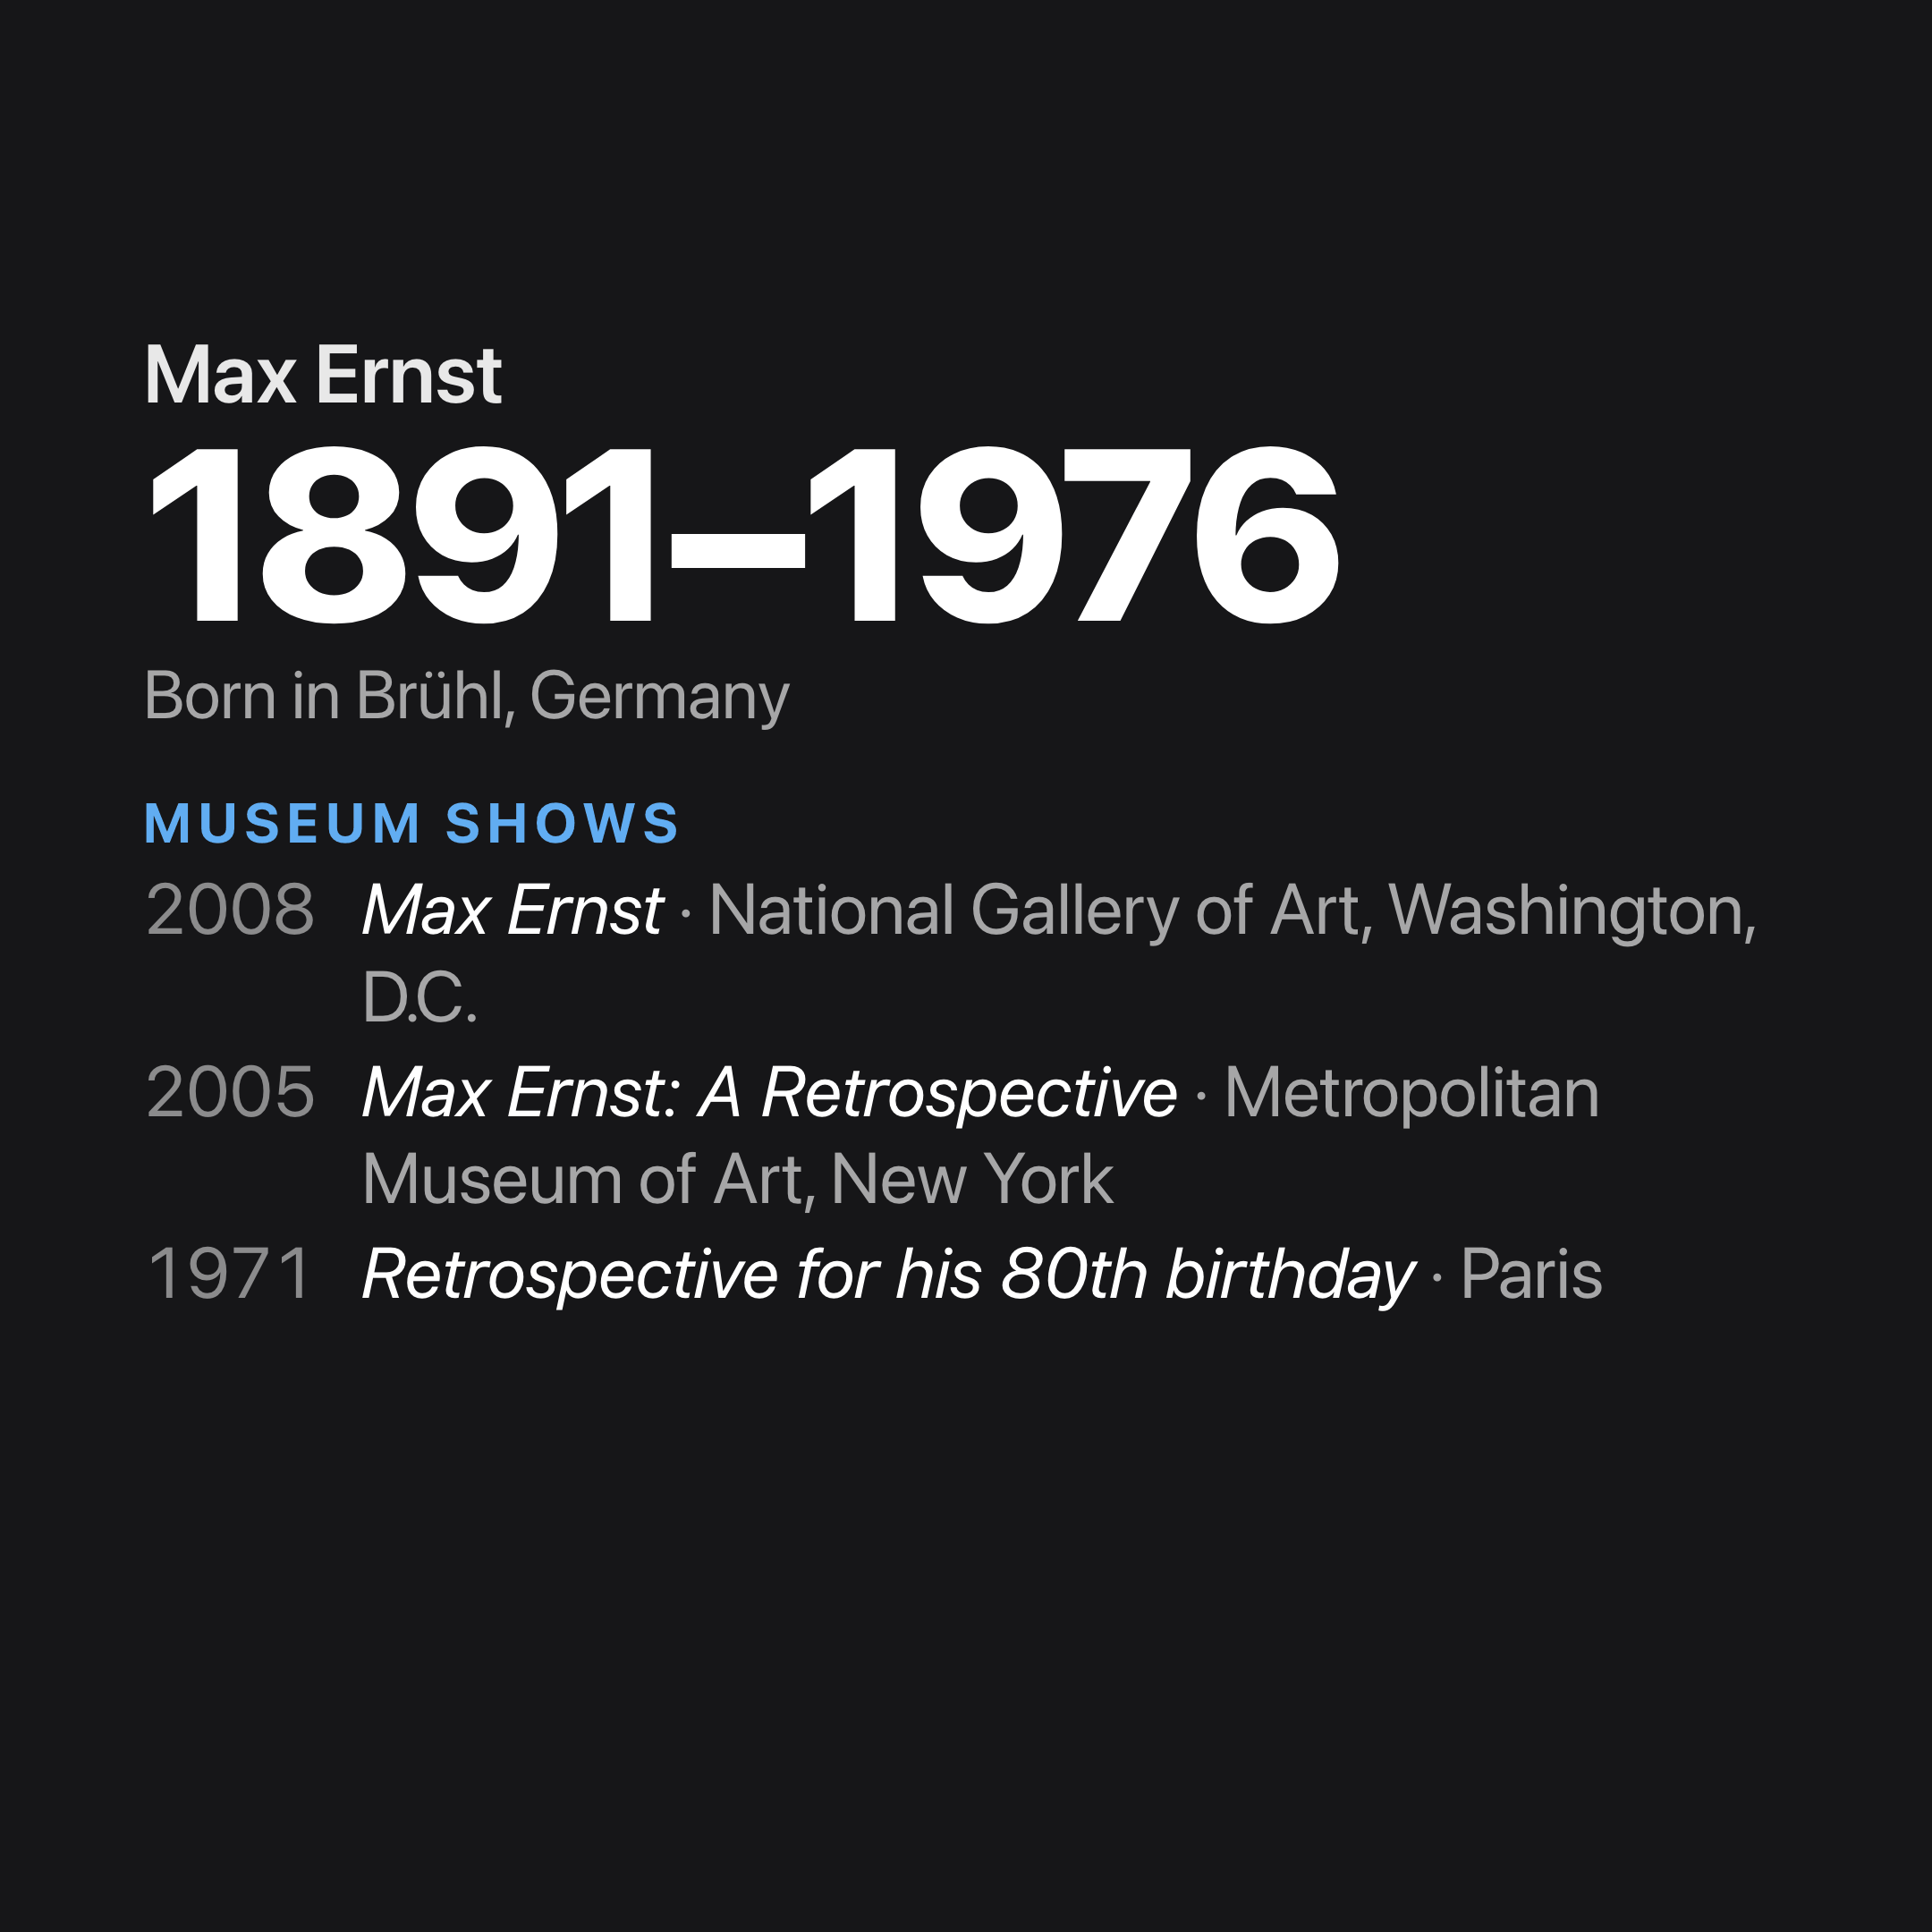 Max Ernst
1891–1976
Born in Brühl, Germany
MUSEUM SHOWS
2008 Max Ernst · National Gallery of Art, Washington,
D.C.
2005 Max Ernst: A Retrospective · Metropolitan
Museum of Art, New York
1971 Retrospective for his 80th birthday · Paris